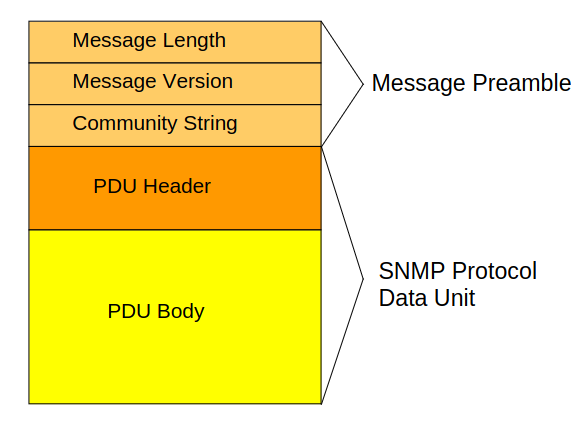 Message Length
Message Version
Community String
Message Preamble
PDU Header
PDU Body
SNMP Protocol
Data Unit